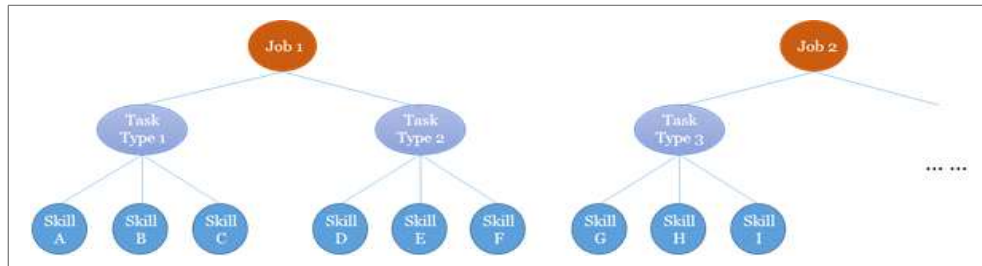 Job 1
Job 2
Task
Type 1
Task
Type 2
Task
Type 3
... ...
Skill
A
Skill
B
Skill
C
Skill
D
Skill
E
Skill
F
Skill
G
Skill
H
Skill
I